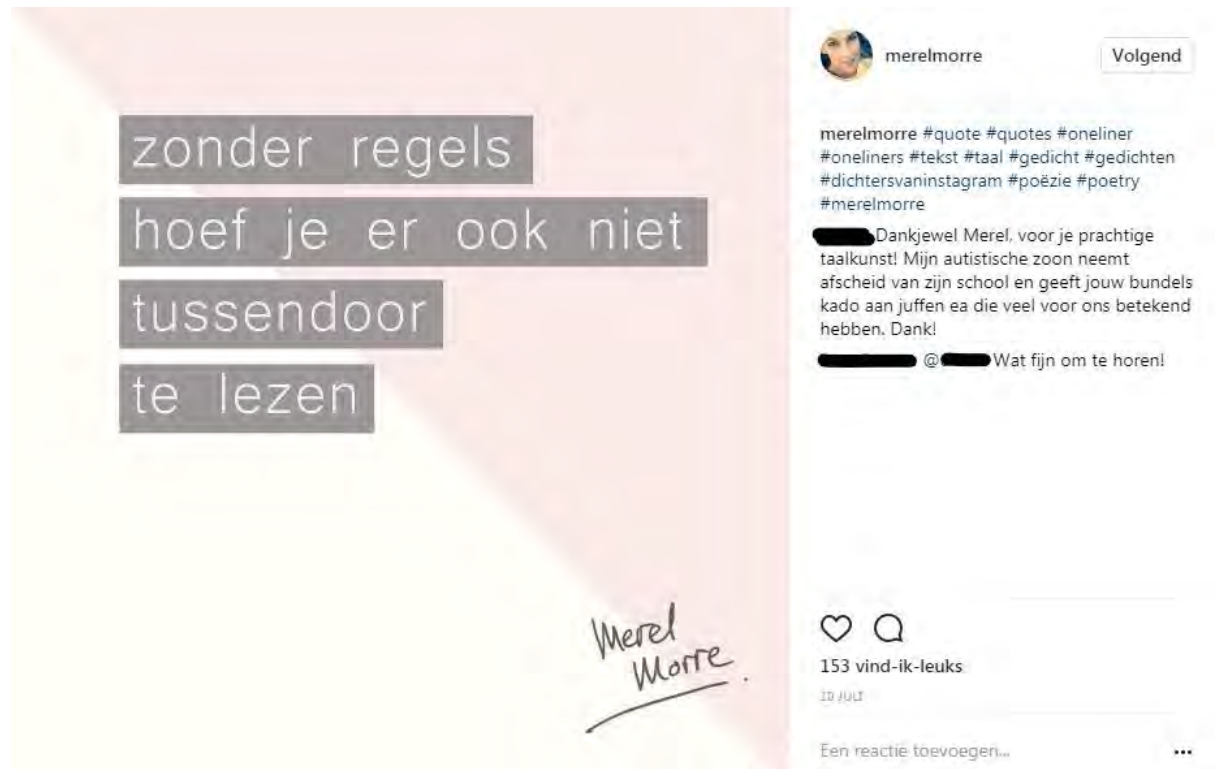 zonder regels
hoef je er ook niet
tussendoor
te lezen
Merel
Morre.
merelmorre
Volgend
merelmorre #quote #quotes #oneliner
#oneliners #tekst #taal #gedicht #gedichten
#dichtersvaninstagram #poëzie #poetry
#merelmorre
Dankjewel Merel, voor je prachtige
taalkunst! Mijn autistische zoon neemt
afscheid van zijn school en geeft jouw bundels
kado aan juffen ea die veel voor ons betekend
hebben. Dank!
@ Wat fijn om te horen!
153 vind-ik-leuks
JULI
Een reactie toevoegen...